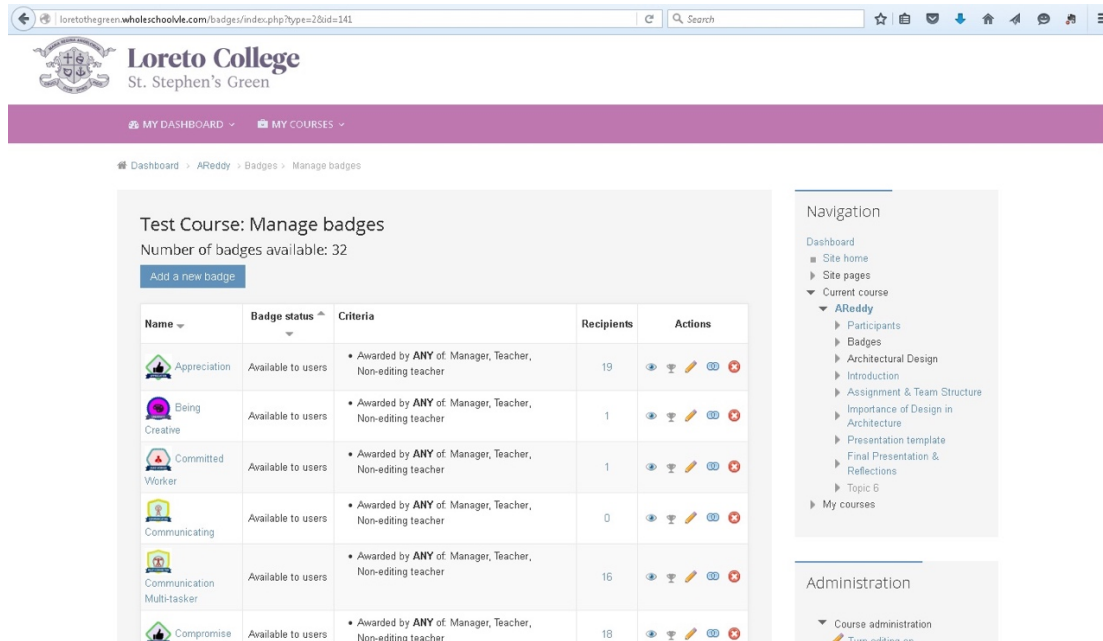 loretothegreen.wholeschoolvle.com/badges/index.php?type=2&id=141
Search
Loreto College
St. Stephen's Green
MY DASHBOARD
MY COURSES
Dashboard > AReddy > Badges > Manage badges
Test Course: Manage badges
Number of badges available: 32
Add a new badge
Name
Badge status
Criteria
Recipients
Actions
Appreciation
Available to users
• Awarded by ANY of: Manager, Teacher,
Non-editing teacher
19
Being
Creative
Available to users
• Awarded by ANY of: Manager, Teacher,
Non-editing teacher
1
Committed
Worker
Available to users
• Awarded by ANY of: Manager, Teacher,
Non-editing teacher
1
Communicating
Available to users
• Awarded by ANY of: Manager, Teacher,
Non-editing teacher
0
Communication
Multi-tasker
Available to users
• Awarded by ANY of: Manager, Teacher,
Non-editing teacher
16
Compromise
Available to users
• Awarded by ANY of: Manager, Teacher,
Non-editing teacher
18
Navigation
Dashboard
Site home
Site pages
Current course
AReddy
Participants
Badges
Architectural Design
Introduction
Assignment & Team Structure
Importance of Design in
Architecture
Presentation template
Final Presentation &
Reflections
Topic 6
My courses
Administration
Course administration
Turn editing on